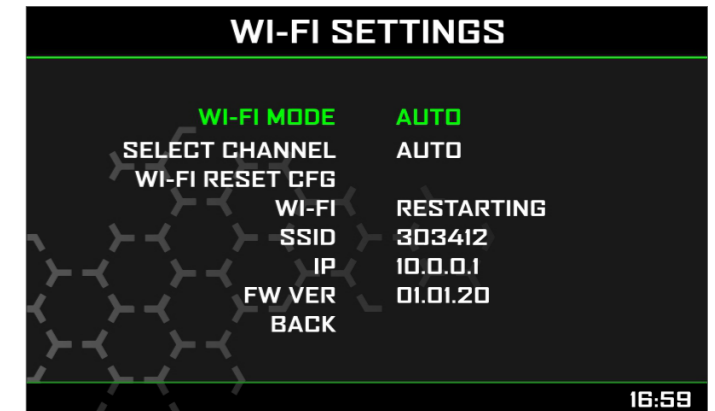 WI-FI SETTINGS
WI-FI MODE AUTO
SELECT CHANNEL AUTO
WI-FI RESET CFG
WI-FI RESTARTING
SSID 303412
IP 10.0.0.1
FW VER 01.01.20
BACK
16:59